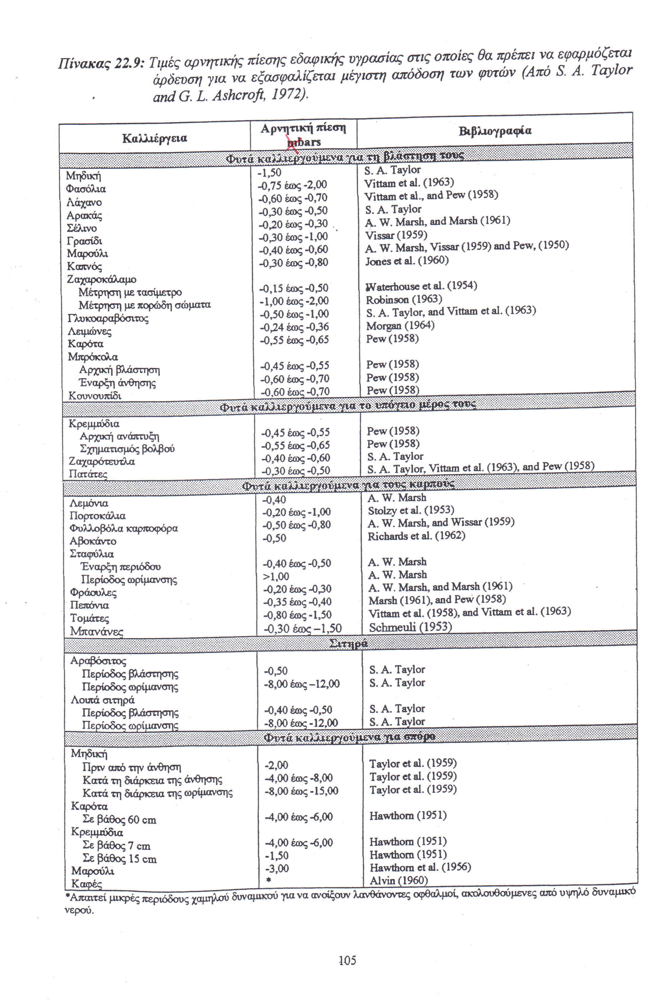 Πίνακας 22.9: Τιμές αρνητικής πίεσης εδαφικής υγρασίας στις οποίες θα πρέπει να εφαρμόζεται
άρδευση για να εξασφαλίζεται μέγιστη απόδοση των φυτών (Από S. A. Taylor
and G. L. Ashcroft, 1972).
Καλλιέργεια Αρνητική πίεση mbars Βιβλιογραφία
Φυτά καλλιεργούμενα για τη βλάστηση τους
Μηδική -1,50 S. A. Taylor
Φασόλια -0,75 έως -2,00 Vittam et al. (1963)
Λάχανο -0,60 έως -0,70 Vittam et al., and Pew (1958)
Αρακάς -0,30 έως -0,50 S. A. Taylor
Σέλινο -0,20 έως -0,30 A. W. Marsh, and Marsh (1961)
Γρασίδι -0,30 έως -1,00 Vissar (1959)
Μαρούλι -0,40 έως -0,60 A. W. Marsh, Vissar (1959) and Pew, (1950)
Καπνός -0,30 έως -0,80 Jones et al. (1960)
Ζαχαροκάλαμο
Μέτρηση με τασίμετρο -0,15 έως -0,50 Waterhouse et al. (1954)
Μέτρηση με πορώδη σώματα -1,00 έως -2,00 Robinson (1963)
Γλυκοαραβόσιτος -0,50 έως -1,00 S. A. Taylor, and Vittam et al. (1963)
Λειμώνες -0,24 έως -0,36 Morgan (1964)
Καρότα -0,55 έως -0,65 Pew (1958)
Μπρόκολα
Αρχική βλάστηση -0,45 έως -0,55 Pew (1958)
Έναρξη άνθησης -0,60 έως -0,70 Pew (1958)
Κουνουπίδι -0,60 έως -0,70 Pew (1958)
Φυτά καλλιεργούμενα για το υπόγειο μέρος τους
Κρεμμύδια
Αρχική ανάπτυξη -0,45 έως -0,55 Pew (1958)
Σχηματισμός βολβού -0,55 έως -0,65 Pew (1958)
Ζαχαρότευτλα -0,40 έως -0,60 S. A. Taylor
Πατάτες -0,30 έως -0,50 S. A. Taylor, Vittam et al. (1963), and Pew (1958)
Φυτά καλλιεργούμενα για τους καρπούς
Λεμόνια -0,40 A. W. Marsh
Πορτοκάλια -0,20 έως -1,00 Stolzy et al. (1953)
Φυλλοβόλα καρποφόρα -0,50 έως -0,80 A. W. Marsh, and Wissar (1959)
Αβοκάντο -0,50 Richards et al. (1962)
Σταφύλια
Έναρξη περιόδου -0,40 έως -0,50 A. W. Marsh
Περίοδος ωρίμανσης >1,00 A. W. Marsh
Φράουλες -0,20 έως -0,30 A. W. Marsh, and Marsh (1961)
Πεπόνια -0,35 έως -0,40 Marsh (1961), and Pew (1958)
Τομάτες -0,80 έως -1,50 Vittam et al. (1958), and Vittam et al. (1963)
Μπανάνες -0,30 έως –1,50 Schmeuli (1953)
Σιτηρά
Αραβόσιτος
Περίοδος βλάστησης -0,50 S. A. Taylor
Περίοδος ωρίμανσης -8,00 έως –12,00 S. A. Taylor
Λοιπά σιτηρά
Περίοδος βλάστησης -0,40 έως -0,50 S. A. Taylor
Περίοδος ωρίμανσης -8,00 έως -12,00 S. A. Taylor
Φυτά καλλιεργούμενα για σπόρο
Μηδική
Πριν από την άνθηση -2,00 Taylor et al. (1959)
Κατά τη διάρκεια της άνθησης -4,00 έως -8,00 Taylor et al. (1959)
Κατά τη διάρκεια της ωρίμανσης -8,00 έως -15,00 Taylor et al. (1959)
Καρότα
Σε βάθος 60 cm -4,00 έως -6,00 Hawthorn (1951)
Κρεμμύδια
Σε βάθος 7 cm -4,00 έως -6,00 Hawthorn (1951)
Σε βάθος 15 cm -1,50 Hawthorn (1951)
Μαρούλι -3,00 Hawthorn et al. (1956)
Καφές * Alvin (1960)
*Απαιτεί μικρές περιόδους χαμηλού δυναμικού για να ανοίξουν λανθάνοντες οφθαλμοί, ακολουθούμενες από υψηλό δυναμικό
νερού.
105